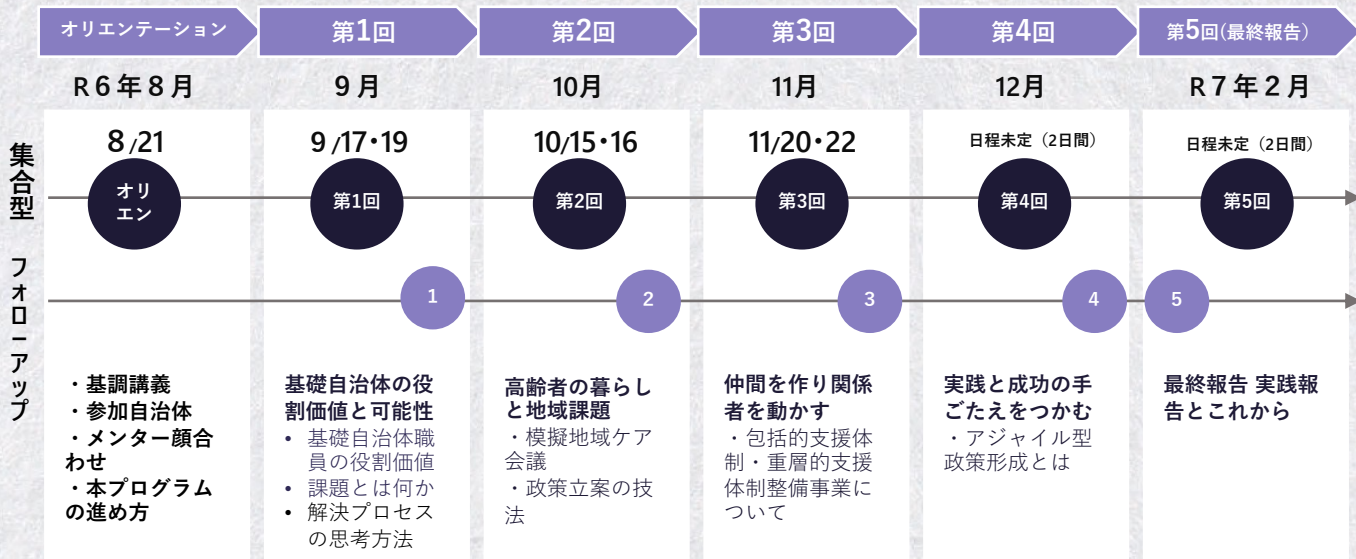 オリエンテーション
第1回
第2回
第3回
第4回
第5回(最終報告)
R6年8月
9月
10月
11月
12月
R7年2月
集合型
8/21
9/17・19
10/15・16
11/20・22
日程未定（2日間）
日程未定（2日間）
オリ
エン
第1回
第2回
第3回
第4回
第5回
フォローアップ
1
2
3
4
5
・基調講義
・参加自治体
・メンター顔合
わせ
・本プログラム
の進め方
基礎自治体の役
割価値と可能性
• 基礎自治体職
員の役割価値
• 課題とは何か
• 解決プロセス
の思考方法
高齢者の暮らし
と地域課題
・模擬地域ケア
会議
・政策立案の技
法
仲間を作り関係
者を動かす
・包括的支援体
制・重層的支援
体制整備事業に
ついて
実践と成功の手
ごたえをつかむ
・アジャイル型
政策形成とは
最終報告 実践報
告とこれから